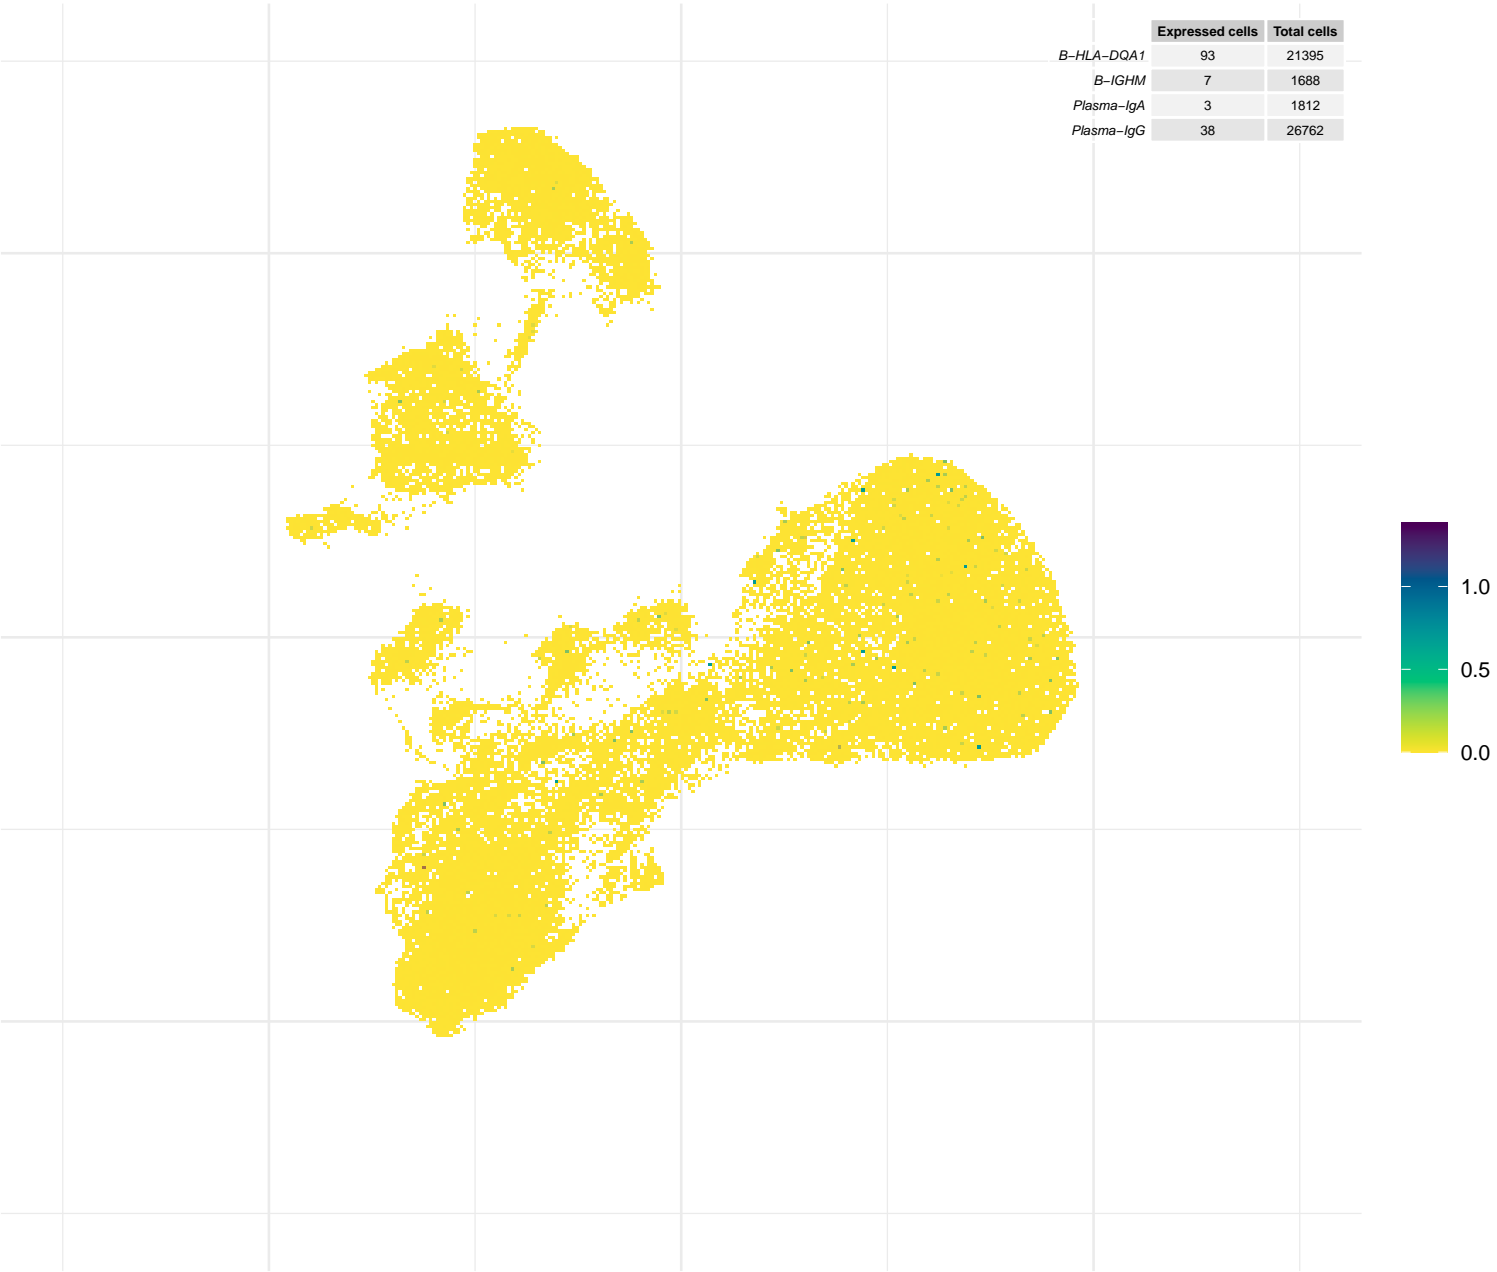 Expressed cells Total cells
B−HLA−DQA1 93 21395
B−IGHM 7 1688
Plasma−IgA 3 1812
Plasma−IgG 38 26762
1.0
0.5
0.0